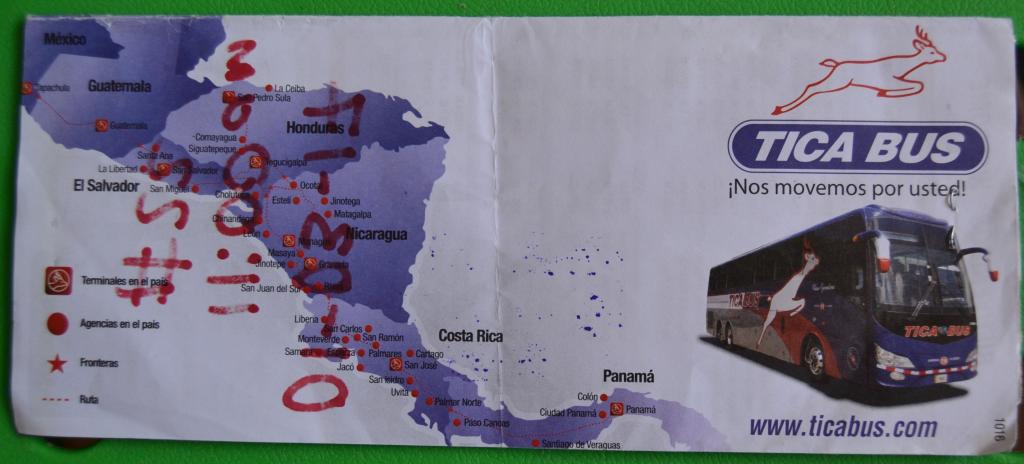 México
Guatemala
Honduras
El Salvador
Nicaragua
Costa Rica
Panamá
Tapachula
Guatemala
La Ceiba
San Pedro Sula
Comayagua
Siguatepeque
Tegucigalpa
Santa Ana
La Libertad
San Salvador
San Miguel
Choluteca
Ocotal
Estelí
Jinotega
Matagalpa
Chinandega
León
Managua
Masaya
Jinotepe
Granada
San Juan del Sur
Rivas
Liberia
San Carlos
Monteverde
San Ramón
Palmares
Cartago
San José
Jacó
San Isidro
Uvita
Palmar Norte
Paso Canoas
Santiago de Veraguas
Colón
Ciudad Panamá
Panamá
Terminales en el país
Agencias en el país
Fronteras
Ruta
#55
11:00am
TICA BUS
¡Nos movemos por usted!
TICA BUS
TICA BUS
www.ticabus.com
1016